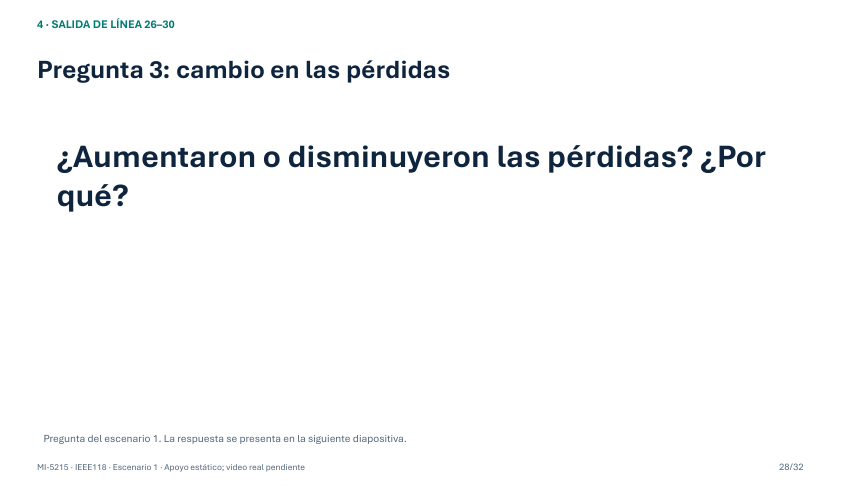 4 · SALIDA DE LÍNEA 26–30
Pregunta 3: cambio en las pérdidas
¿Aumentaron o disminuyeron las pérdidas? ¿Por
qué?
Pregunta del escenario 1. La respuesta se presenta en la siguiente diapositiva.
MI-5215 · IEEE118 · Escenario 1 · Apoyo estático; video real pendiente
28/32